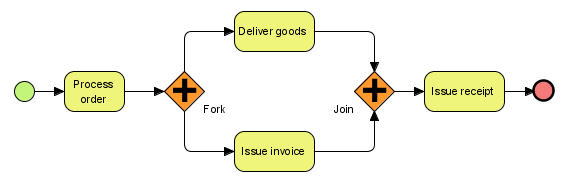 Process
order
Deliver goods
Fork
Join
Issue invoice
Issue receipt